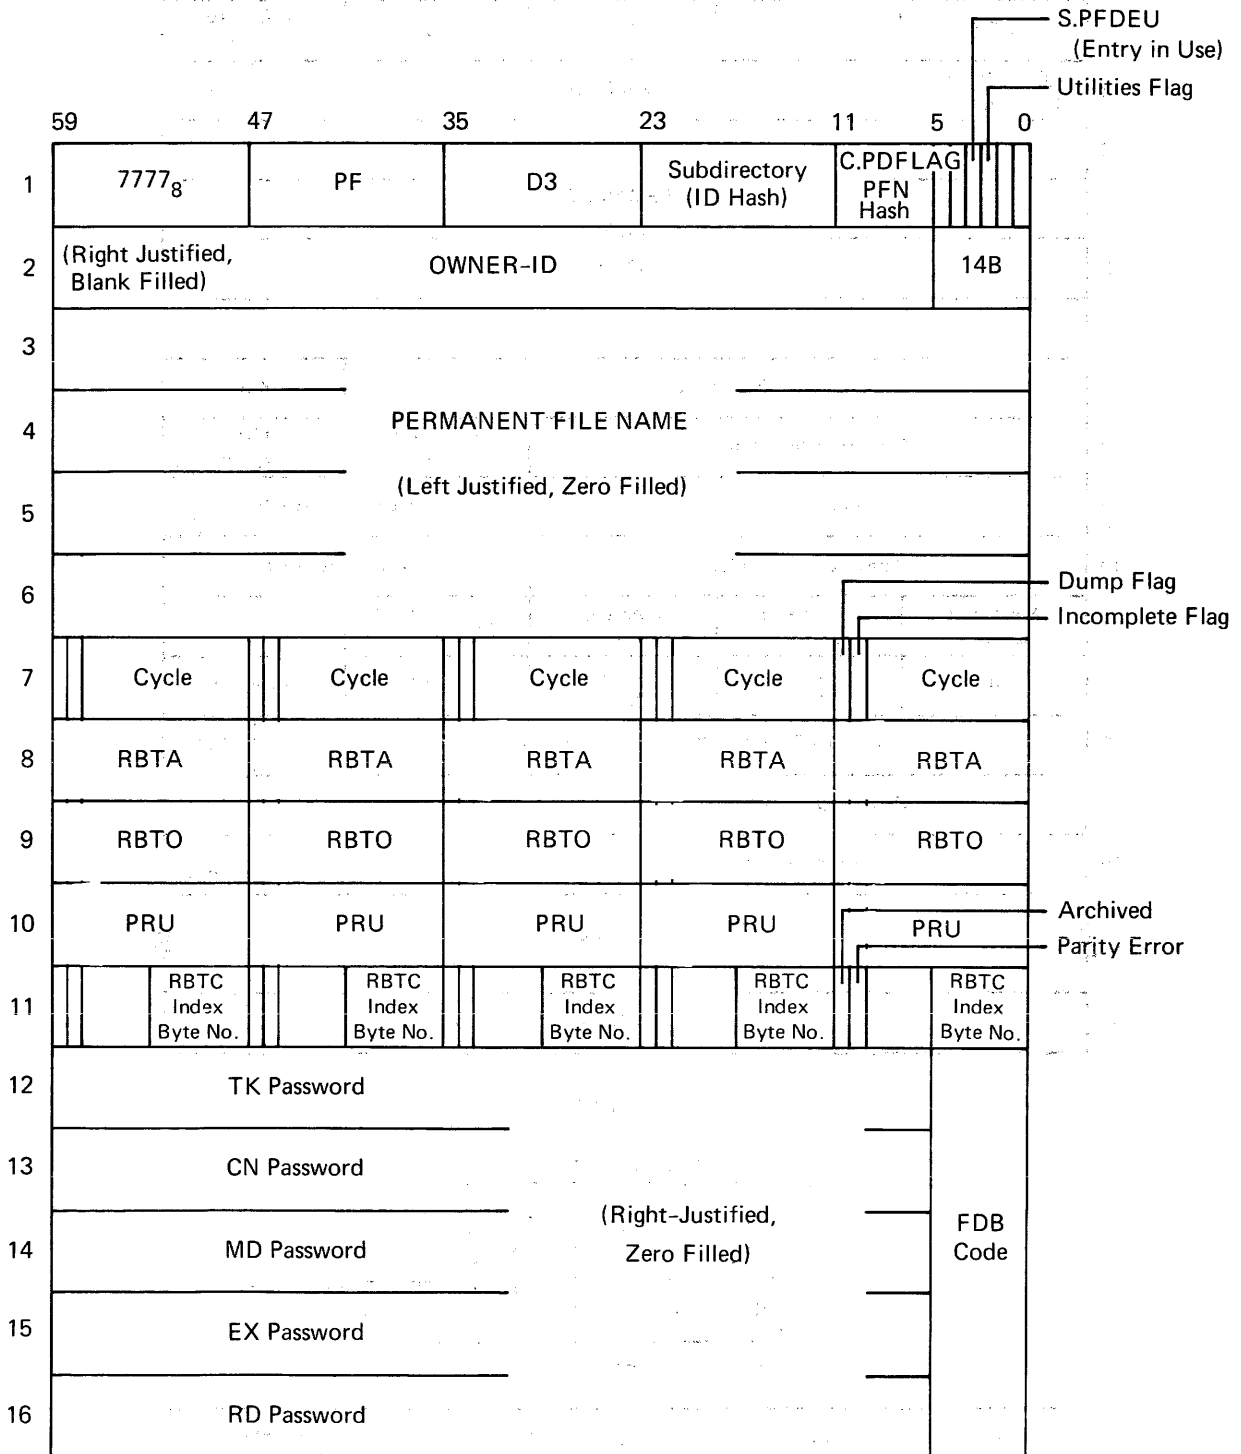 S.PFDEU
(Entry in Use)
Utilities Flag
59 47 35 23 11 5 0
1 7777₈ PF D3 Subdirectory (ID Hash) C.PDFLAG PFN Hash
2 (Right Justified, Blank Filled) OWNER-ID 14B
3
4 PERMANENT FILE NAME
(Left Justified, Zero Filled)
5
6
Dump Flag
Incomplete Flag
7 Cycle Cycle Cycle Cycle Cycle
8 RBTA RBTA RBTA RBTA RBTA
9 RBTO RBTO RBTO RBTO RBTO
Archived
10 PRU PRU PRU PRU PRU
Parity Error
11 RBTC Index Byte No. RBTC Index Byte No. RBTC Index Byte No. RBTC Index Byte No. RBTC Index Byte No.
12 TK Password
13 CN Password
(Right-Justified,
Zero Filled)
FDB
Code
14 MD Password
15 EX Password
16 RD Password